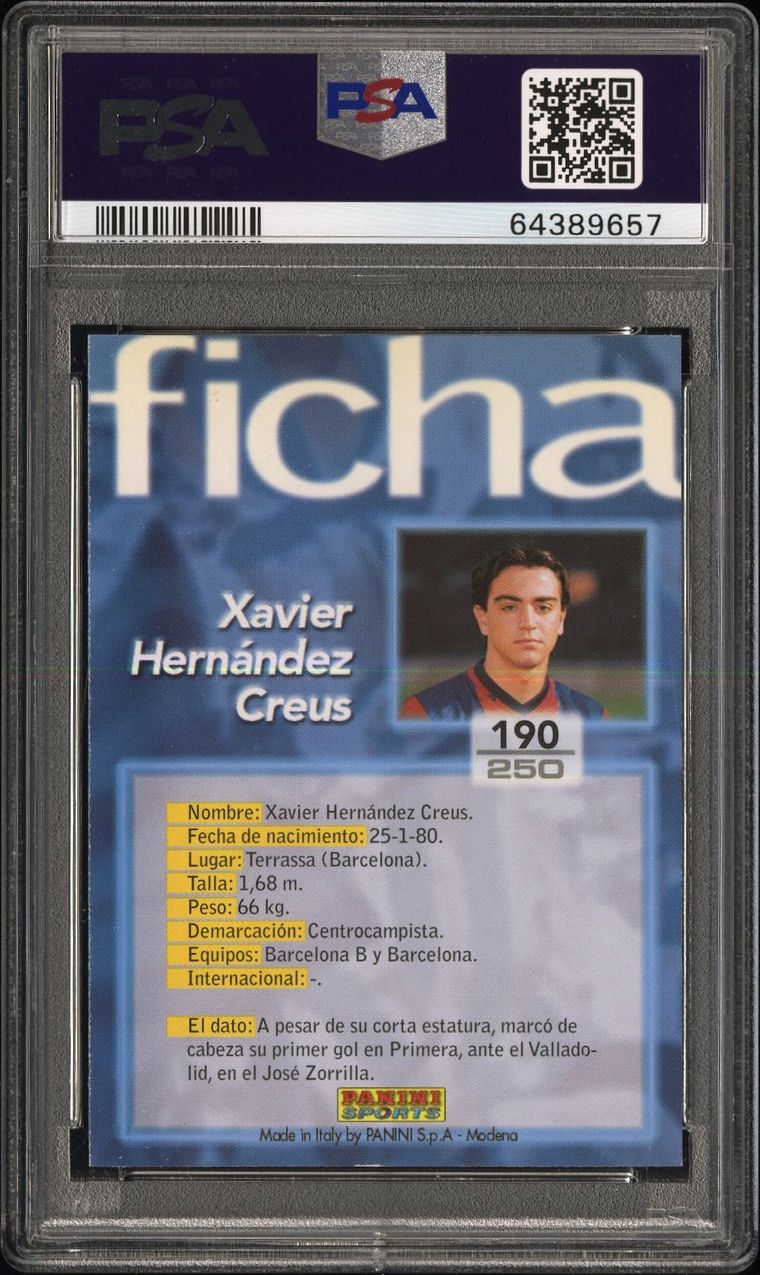 PSA
PSA
64389657
ficha
Xavier
Hernández
Creus
190
250
Nombre: Xavier Hernández Creus.
Fecha de nacimiento: 25-1-80.
Lugar: Terrassa (Barcelona).
Talla: 1,68 m.
Peso: 66 kg.
Demarcación: Centrocampista.
Equipos: Barcelona B y Barcelona.
Internacional: -.
El dato: A pesar de su corta estatura, marcó de
cabeza su primer gol en Primera, ante el Vallado-
lid, en el José Zorrilla.
PANINI
SPORTS
Made in Italy by PANINI S.p.A - Modena